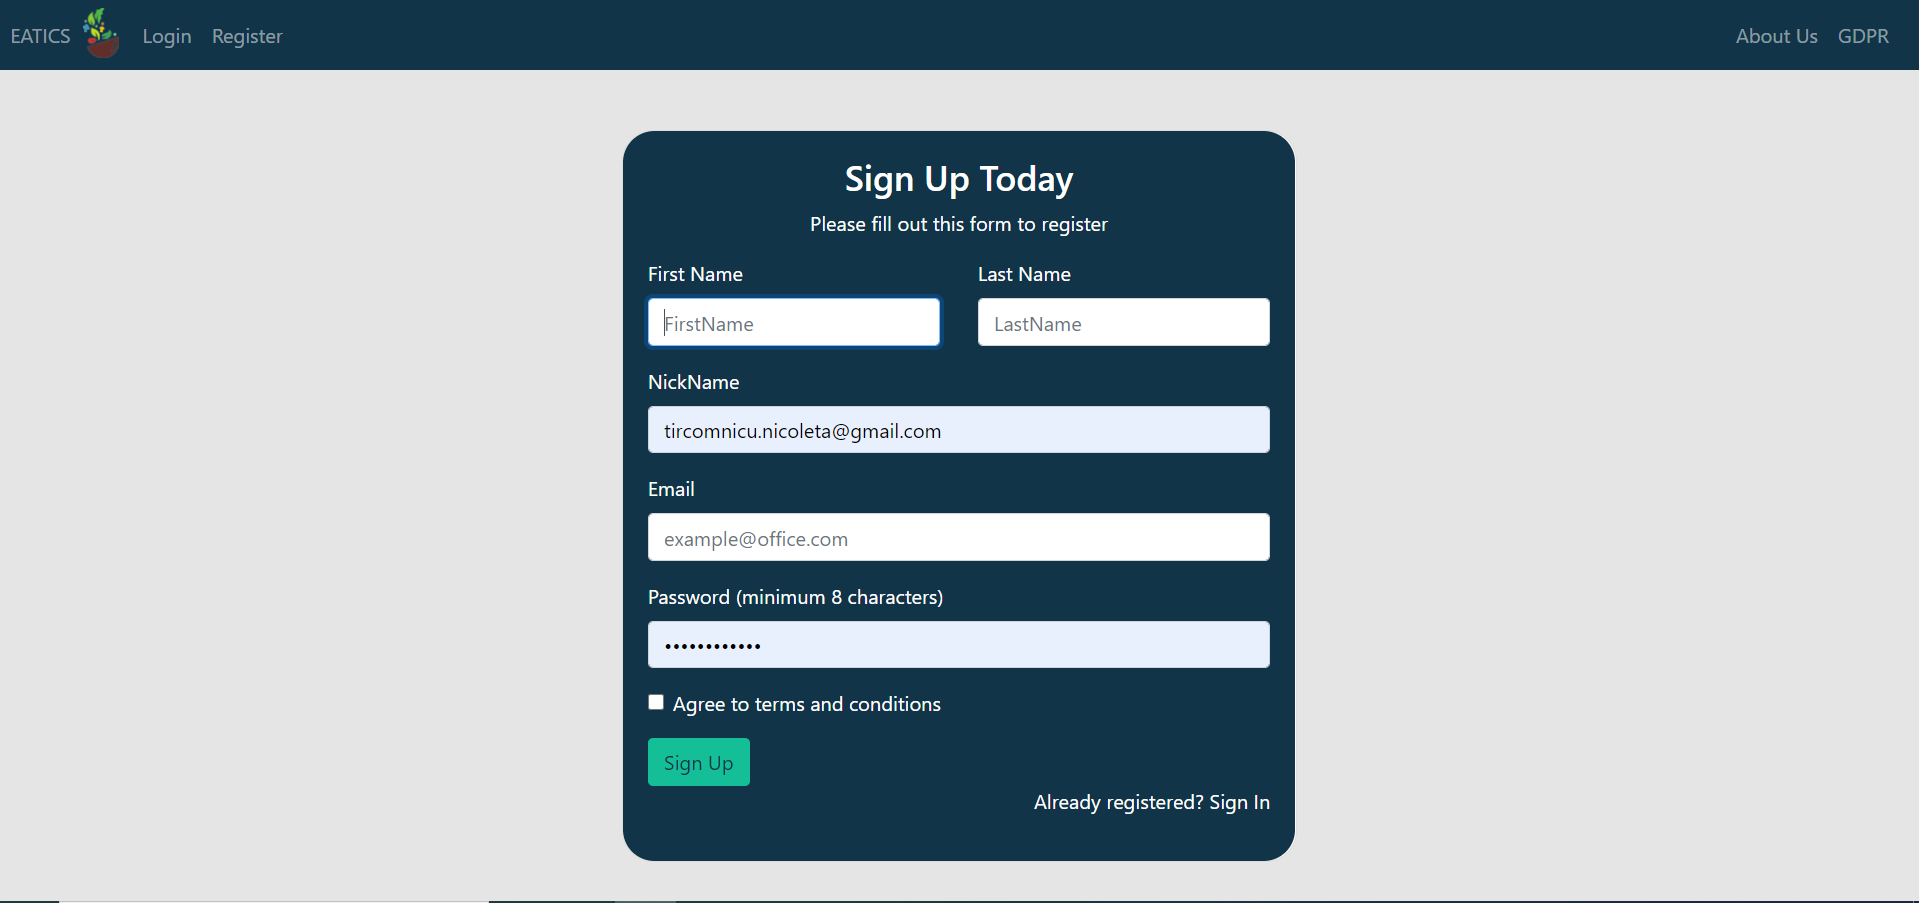 EATICS Login Register About Us GDPR
Sign Up Today
Please fill out this form to register
First Name Last Name
FirstName LastName
NickName
tircomnicu.nicoleta@gmail.com
Email
example@office.com
Password (minimum 8 characters)
••••••••••••
Agree to terms and conditions
Sign Up
Already registered? Sign In